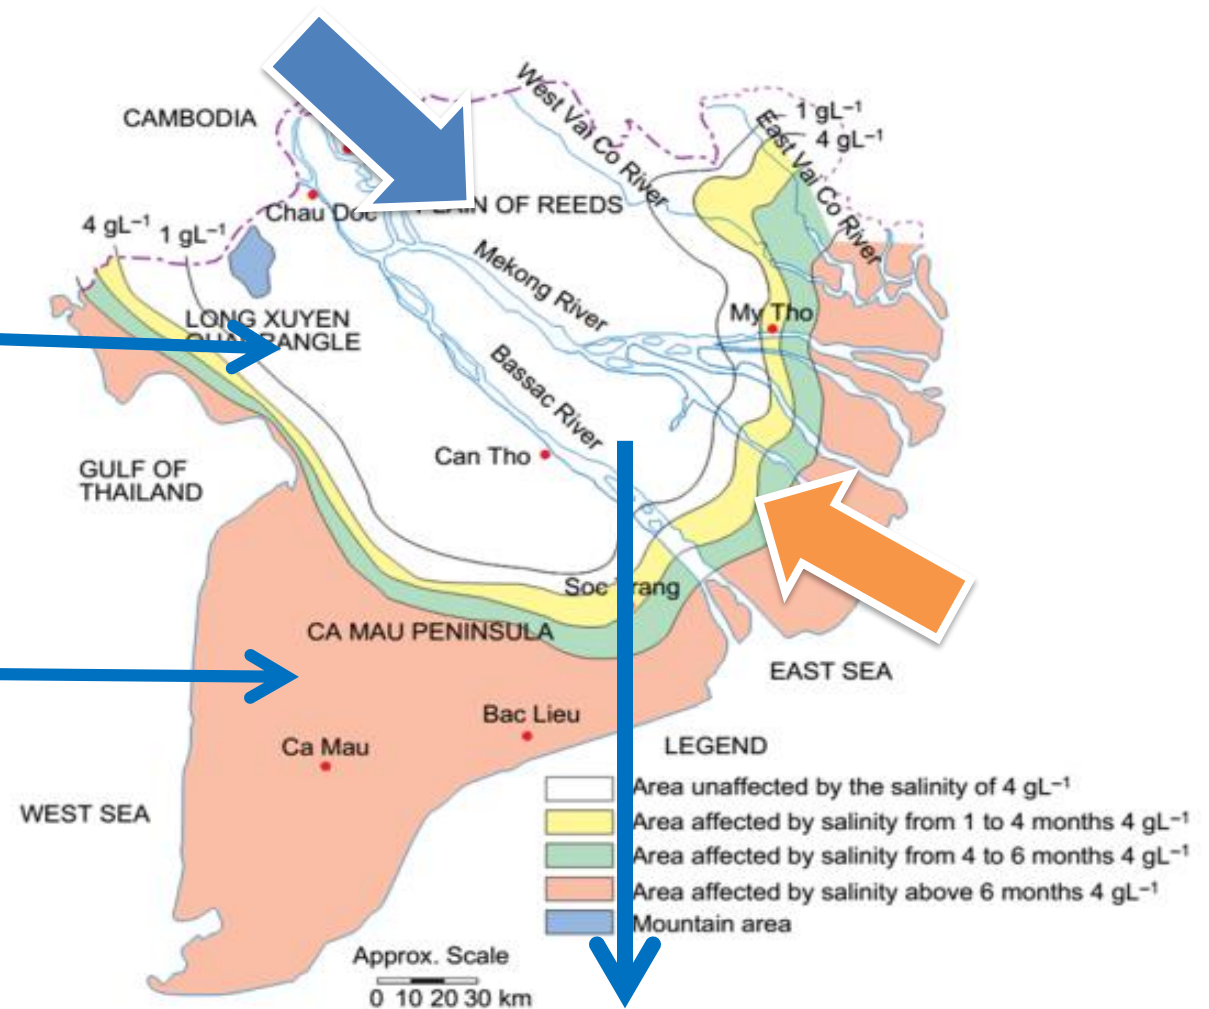 West Vai Co River
1 gL⁻¹
4 gL⁻¹
East Vai Co River
CAMBODIA
Chau Doc
PLAIN OF REEDS
4 gL⁻¹
1 gL⁻¹
Mekong River
My Tho
LONG XUYEN
QUADRANGLE
Bassac River
Can Tho
GULF OF
THAILAND
Soc Trang
CA MAU PENINSULA
EAST SEA
Bac Lieu
Ca Mau
WEST SEA
LEGEND
Area unaffected by the salinity of 4 gL⁻¹
Area affected by salinity from 1 to 4 months 4 gL⁻¹
Area affected by salinity from 4 to 6 months 4 gL⁻¹
Area affected by salinity above 6 months 4 gL⁻¹
Mountain area
Approx. Scale
0 10 20 30 km